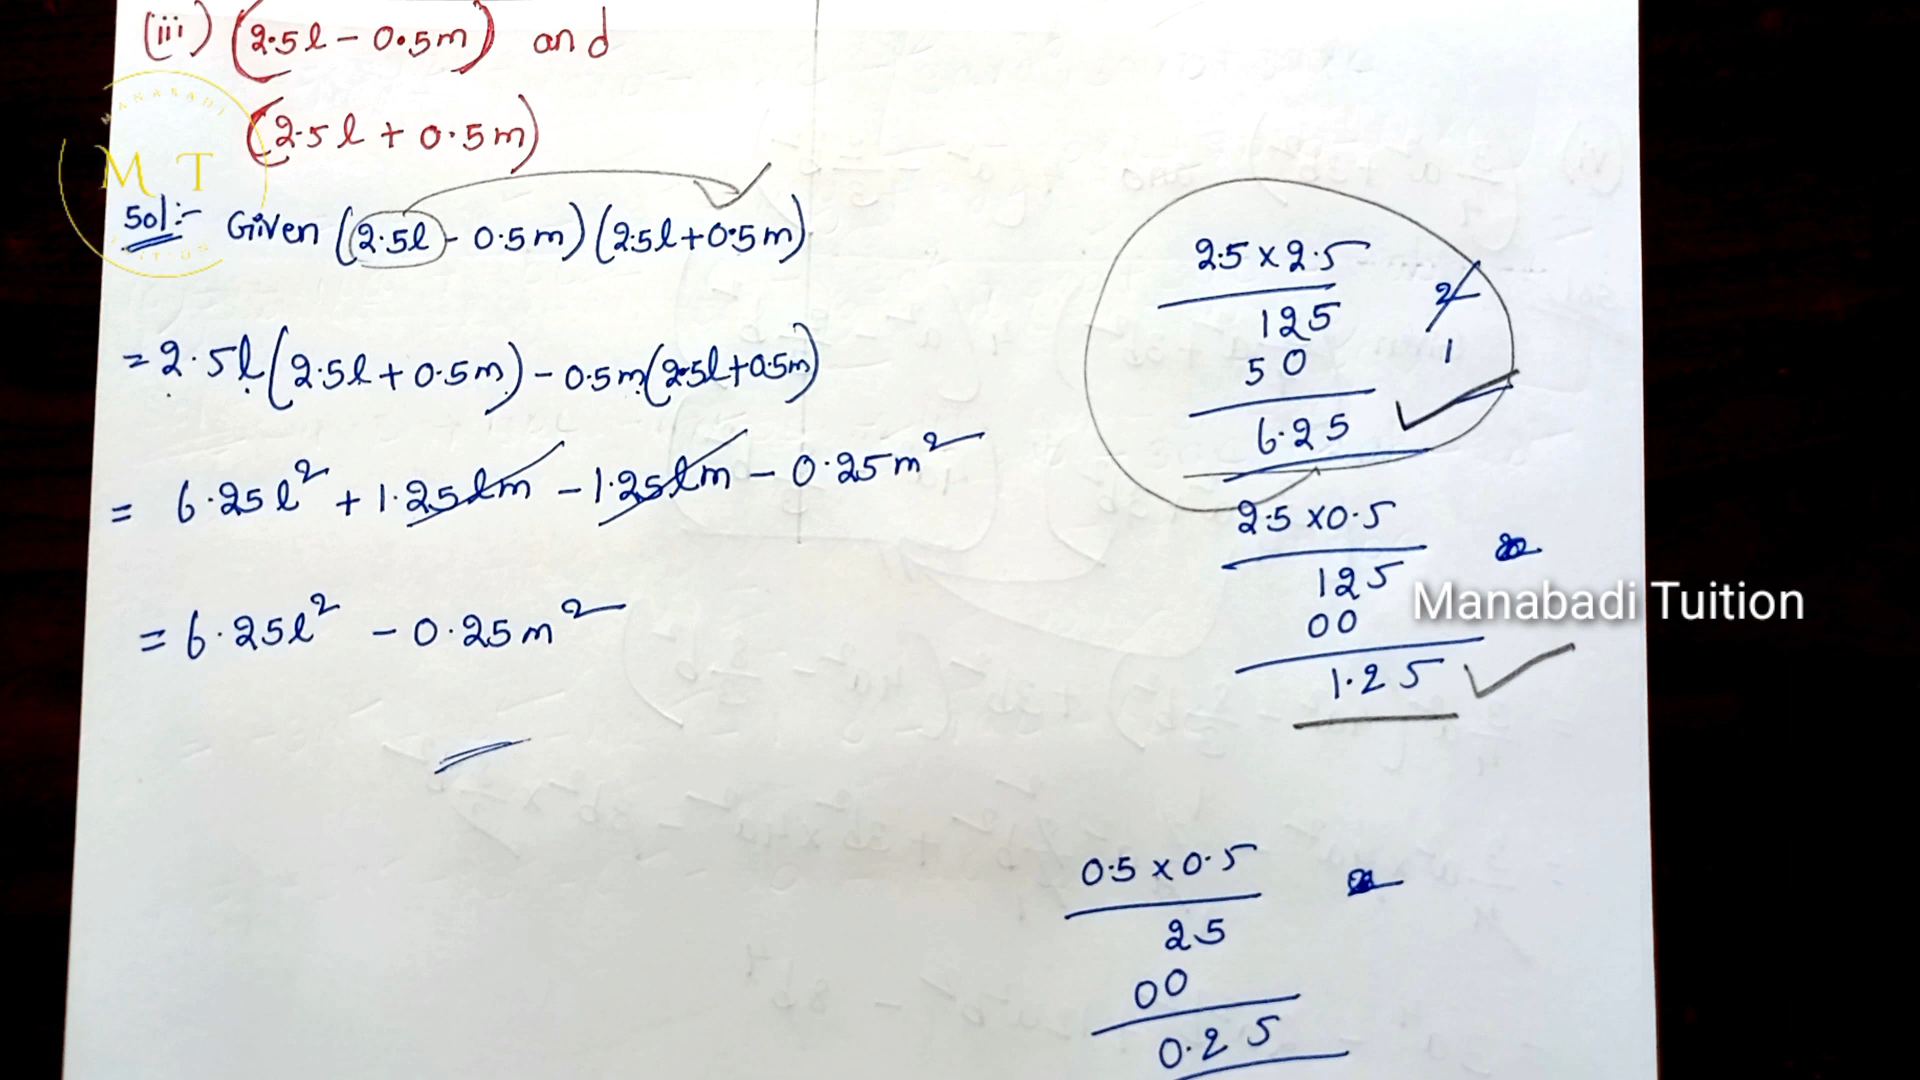 (iii) (2.5l - 0.5m) and
(2.5l + 0.5m)
M T
Sol:- Given (2.5l - 0.5m) (2.5l+0.5m)
= 2.5l (2.5l + 0.5m) - 0.5m (2.5l+0.5m)
= 6.25l² + 1.25lm - 1.25lm - 0.25m²
= 6.25l² - 0.25m²
2.5 x 2.5
125
50
6.25
2
1
2.5 x 0.5
125
00
1.25
Manabadi Tuition
0.5 x 0.5
25
00
0.25